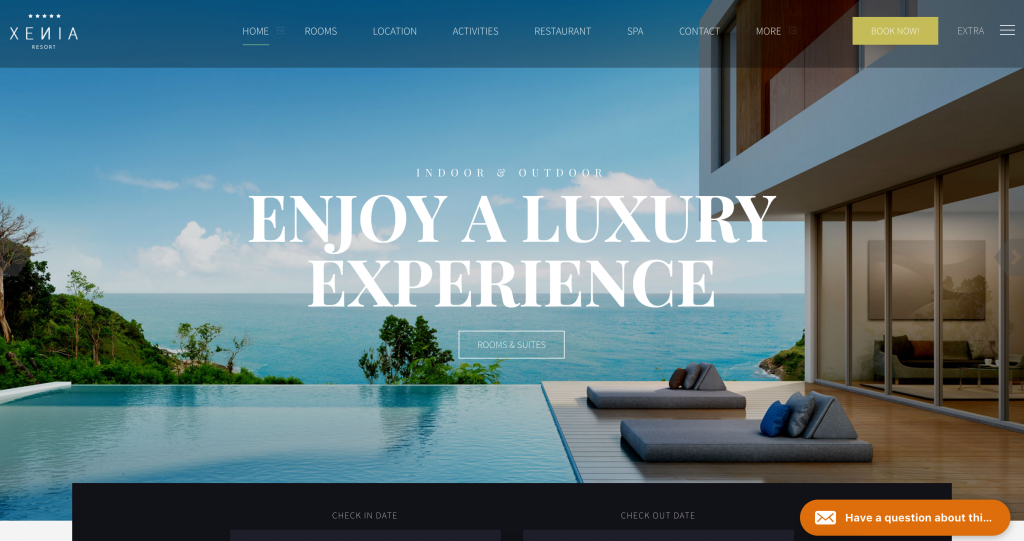 XEИIA
RESORT
HOME
ROOMS
LOCATION
ACTIVITIES
RESTAURANT
SPA
CONTACT
MORE
BOOK NOW!
EXTRA
INDOOR & OUTDOOR
ENJOY A LUXURY
EXPERIENCE
ROOMS & SUITES
CHECK IN DATE
CHECK OUT DATE
Have a question about thi...